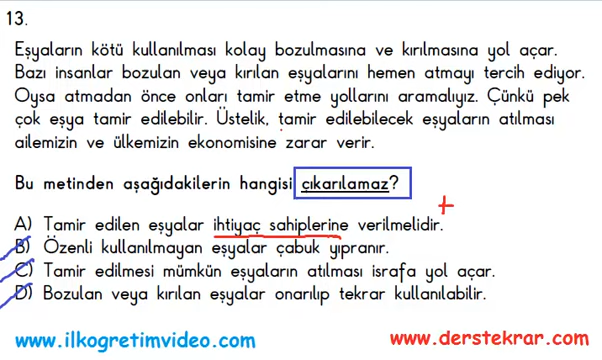 13.
Eşyaların kötü kullanılması kolay bozulmasına ve kırılmasına yol açar.
Bazı insanlar bozulan veya kırılan eşyalarını hemen atmayı tercih ediyor.
Oysa atmadan önce onları tamir etme yollarını aramalıyız. Çünkü pek
çok eşya tamir edilebilir. Üstelik, tamir edilebilecek eşyaların atılması
ailemizin ve ülkemizin ekonomisine zarar verir.
Bu metinden aşağıdakilerin hangisi çıkarılamaz?
A) Tamir edilen eşyalar ihtiyaç sahiplerine verilmelidir.
B) Özenli kullanılmayan eşyalar çabuk yıpranır.
C) Tamir edilmesi mümkün eşyaların atılması israfa yol açar.
D) Bozulan veya kırılan eşyalar onarılıp tekrar kullanılabilir.
www.ilkogretimvideo.com www.derstekrar.com